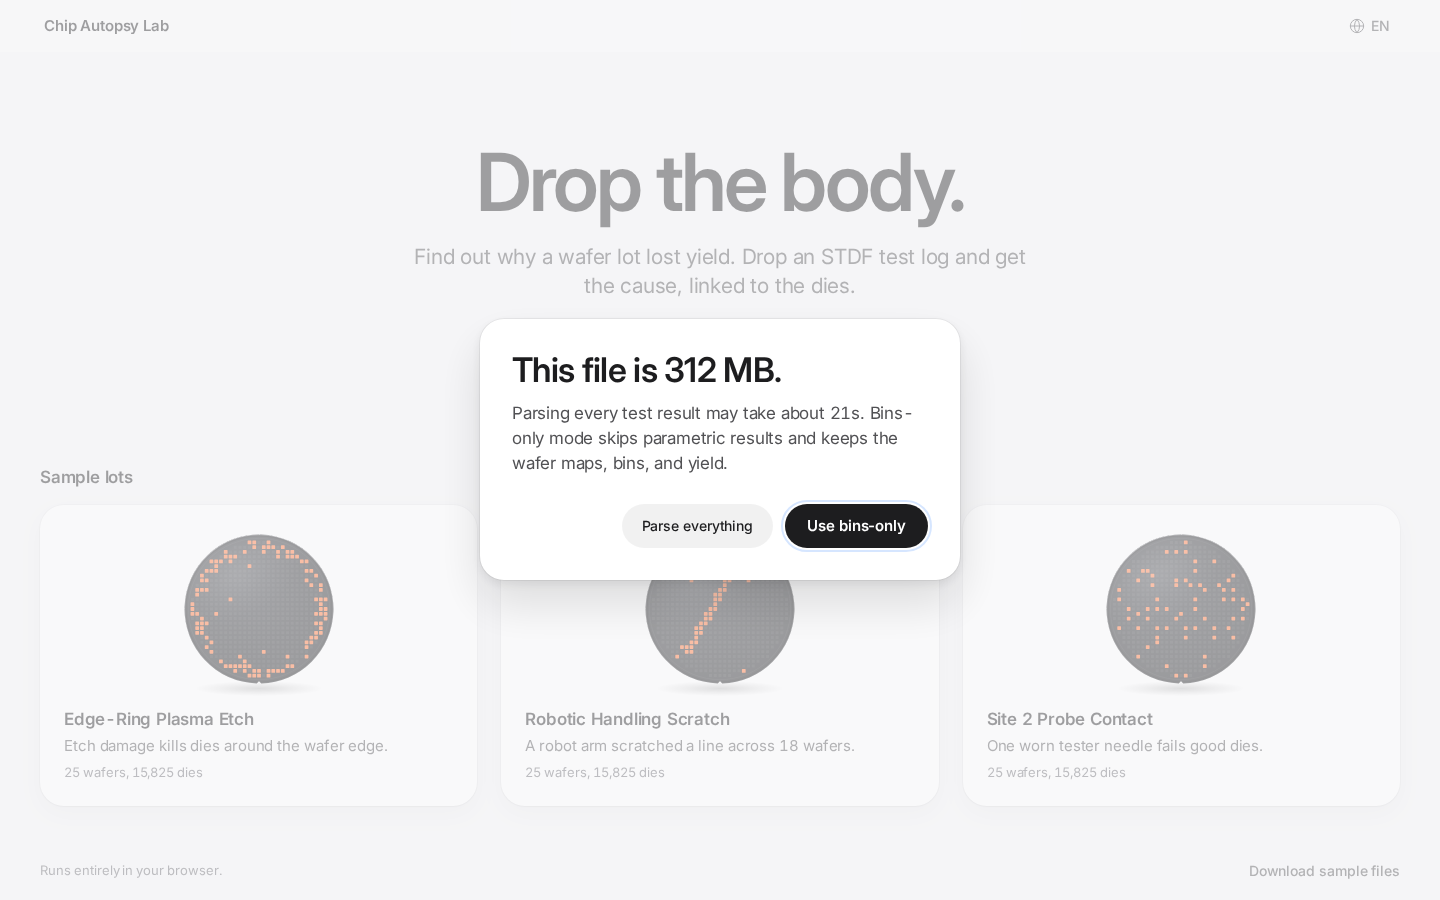 Chip Autopsy Lab
EN
Drop the body.
Find out why a wafer lot lost yield. Drop an STDF test log and get
the cause, linked to the dies.
This file is 312 MB.
Parsing every test result may take about 21s. Bins-
only mode skips parametric results and keeps the
wafer maps, bins, and yield.
Parse everything
Use bins-only
Sample lots
Edge-Ring Plasma Etch
Etch damage kills dies around the wafer edge.
25 wafers, 15,825 dies
Robotic Handling Scratch
A robot arm scratched a line across 18 wafers.
25 wafers, 15,825 dies
Site 2 Probe Contact
One worn tester needle fails good dies.
25 wafers, 15,825 dies
Runs entirely in your browser.
Download sample files